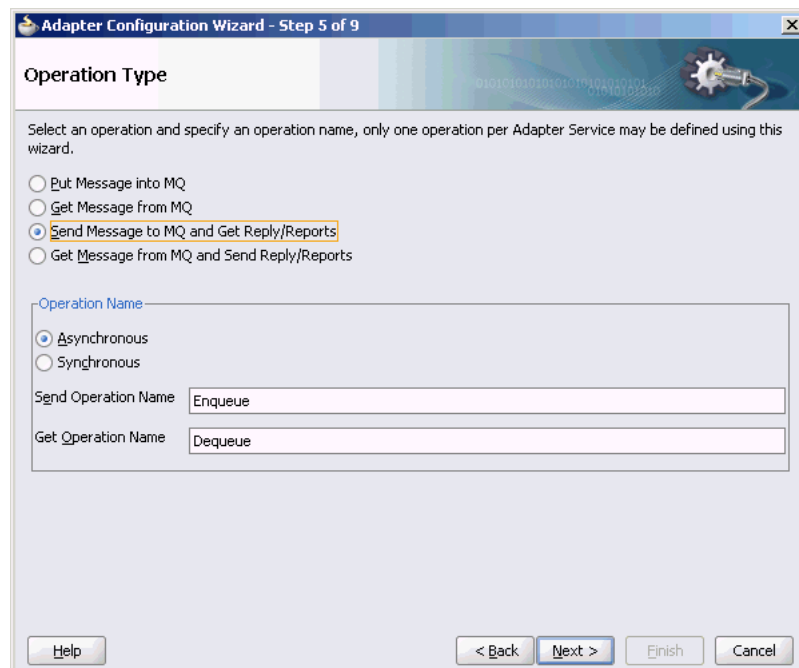 Adapter Configuration Wizard - Step 5 of 9
Operation Type
Select an operation and specify an operation name, only one operation per Adapter Service may be defined using this
wizard.
Put Message into MQ
Get Message from MQ
Send Message to MQ and Get Reply/Reports
Get Message from MQ and Send Reply/Reports
Operation Name
Asynchronous
Synchronous
Send Operation Name Enqueue
Get Operation Name Dequeue
Help < Back Next > Finish Cancel